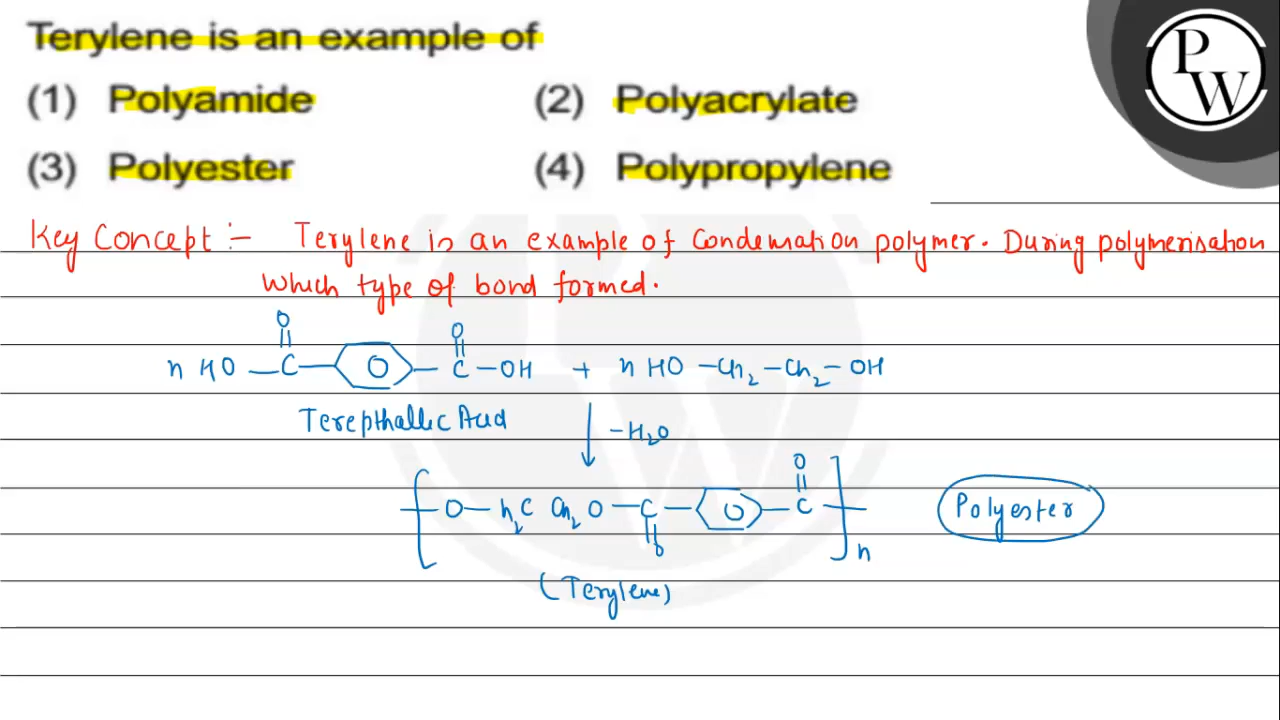 Terylene is an example of
(1) Polyamide (2) Polyacrylate
(3) Polyester (4) Polypropylene
P
W
Key Concept :- Terylene is an example of Condensation polymer. During polymerisation
which type of bond formed.
O O
n HO - C - O - C - OH + n HO - CH2 - CH2 - OH
Terepthallic Acid
-H2O
O
[ - O - H2C CH2 O - C - O - C - ]n
O
Polyester
(Terylene)